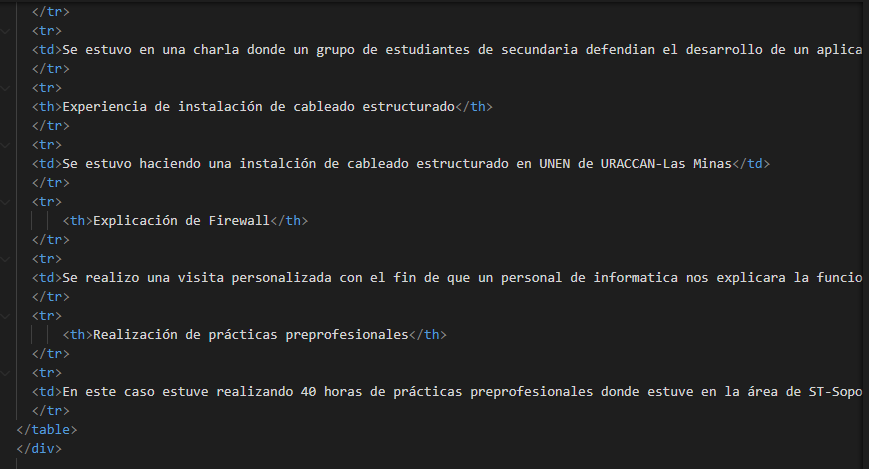 </tr>
<tr>
<td>Se estuvo en una charla donde un grupo de estudiantes de secundaria defendian el desarrollo de un aplica
</tr>
<tr>
<th>Experiencia de instalación de cableado estructurado</th>
</tr>
<tr>
<td>Se estuvo haciendo una instalción de cableado estructurado en UNEN de URACCAN-Las Minas</td>
</tr>
<tr>
<th>Explicación de Firewall</th>
</tr>
<tr>
<td>Se realizo una visita personalizada con el fin de que un personal de informatica nos explicara la funcio
</tr>
<tr>
<th>Realización de prácticas preprofesionales</th>
</tr>
<tr>
<td>En este caso estuve realizando 40 horas de prácticas preprofesionales donde estuve en la área de ST-Sopo
</tr>
</table>
</div>